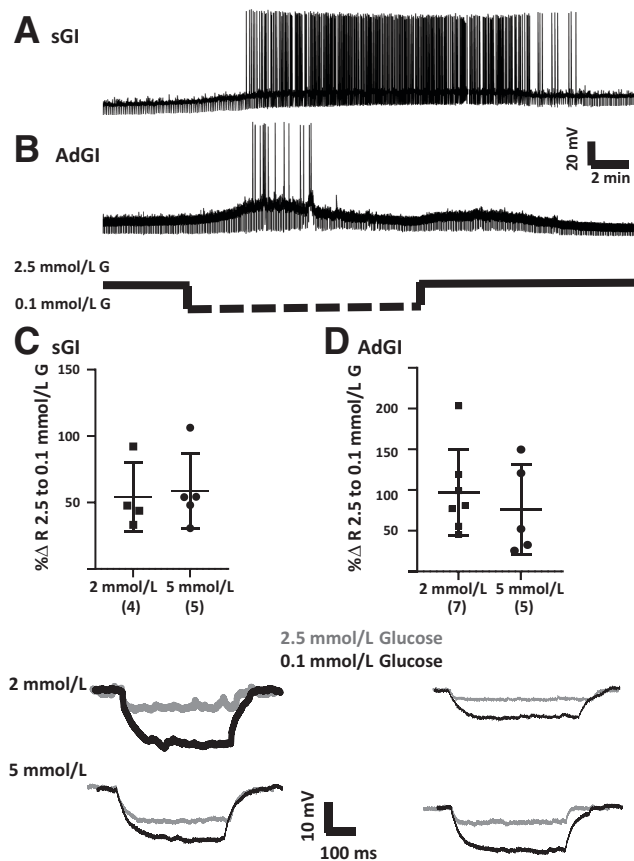 A sGI
B AdGI
20 mV
2 min
2.5 mmol/L G
0.1 mmol/L G
C sGI
%Δ R 2.5 to 0.1 mmol/L G
150
100
50
2 mmol/L
(4)
5 mmol/L
(5)
D AdGI
%Δ R 2.5 to 0.1 mmol/L G
200
150
100
50
2 mmol/L
(7)
5 mmol/L
(5)
2.5 mmol/L Glucose
0.1 mmol/L Glucose
2 mmol/L
5 mmol/L
10 mV
100 ms